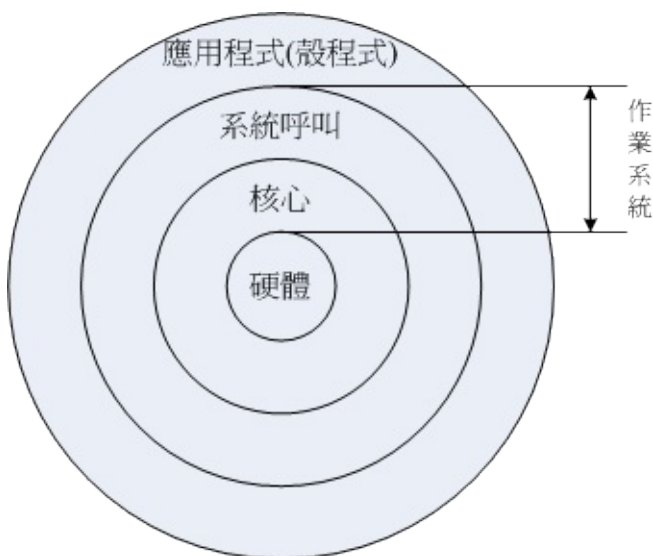 應用程式(殼程式)
系統呼叫
核心
硬體
作業系統